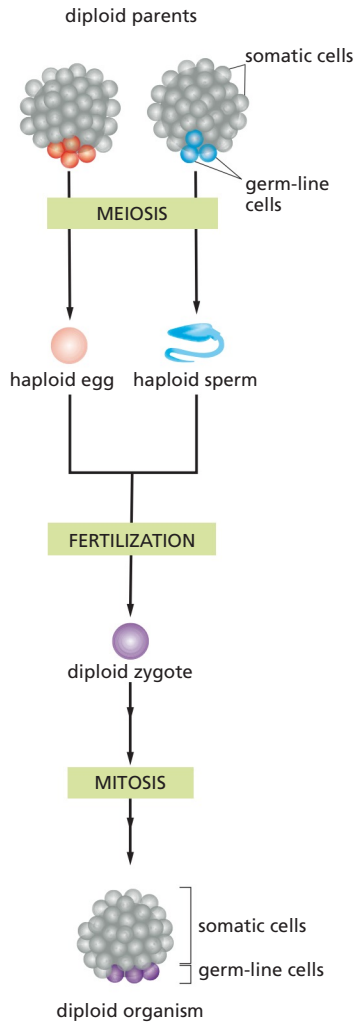 diploid parents
somatic cells
germ-line
cells
MEIOSIS
haploid egg
haploid sperm
FERTILIZATION
diploid zygote
MITOSIS
somatic cells
germ-line cells
diploid organism